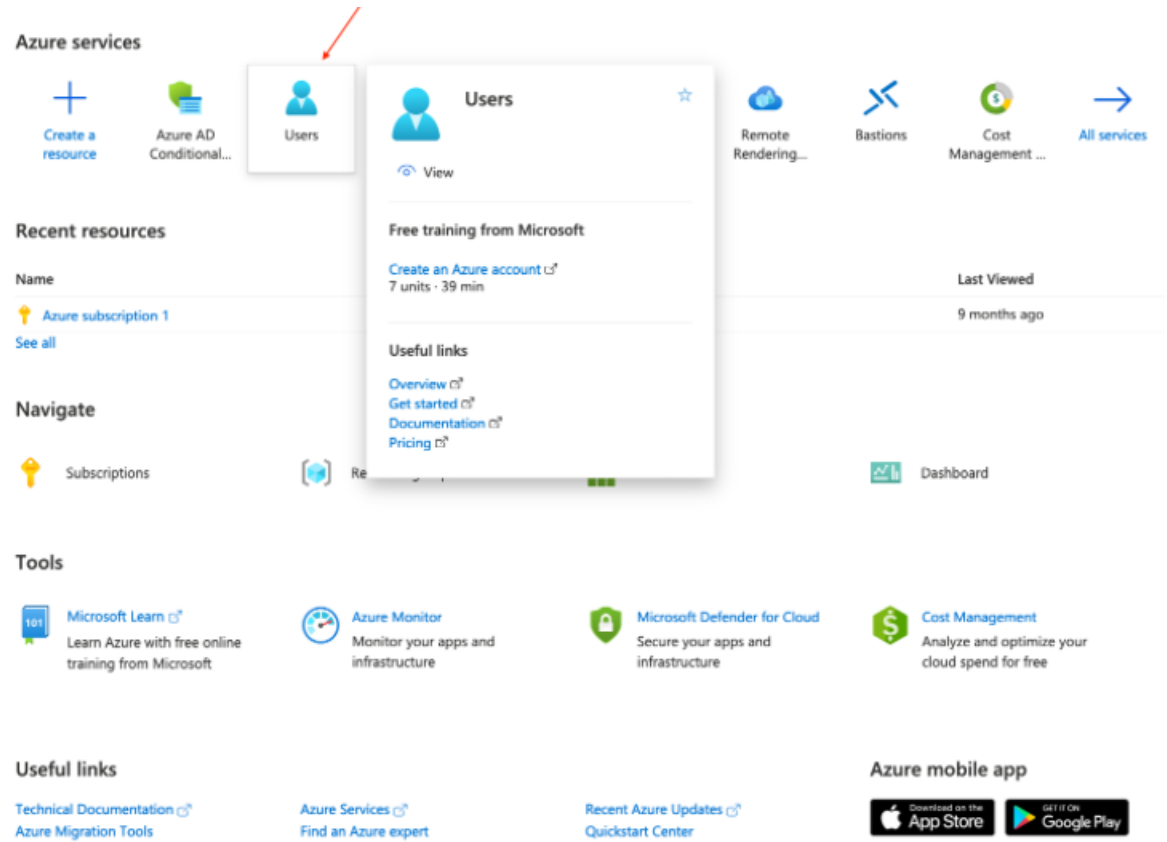 Azure services
Create a
resource
Azure AD
Conditional...
Users
Users
View
Free training from Microsoft
Create an Azure account
7 units · 39 min
Useful links
Overview
Get started
Documentation
Pricing
Remote
Rendering...
Bastions
Cost
Management ...
All services
Recent resources
Name
Last Viewed
Azure subscription 1
9 months ago
See all
Navigate
Subscriptions
Re
Dashboard
Tools
101
Microsoft Learn
Learn Azure with free online
training from Microsoft
Azure Monitor
Monitor your apps and
infrastructure
Microsoft Defender for Cloud
Secure your apps and
infrastructure
Cost Management
Analyze and optimize your
cloud spend for free
Useful links
Technical Documentation
Azure Services
Recent Azure Updates
Azure Migration Tools
Find an Azure expert
Quickstart Center
Azure mobile app
Download on the
App Store
GET IT ON
Google Play